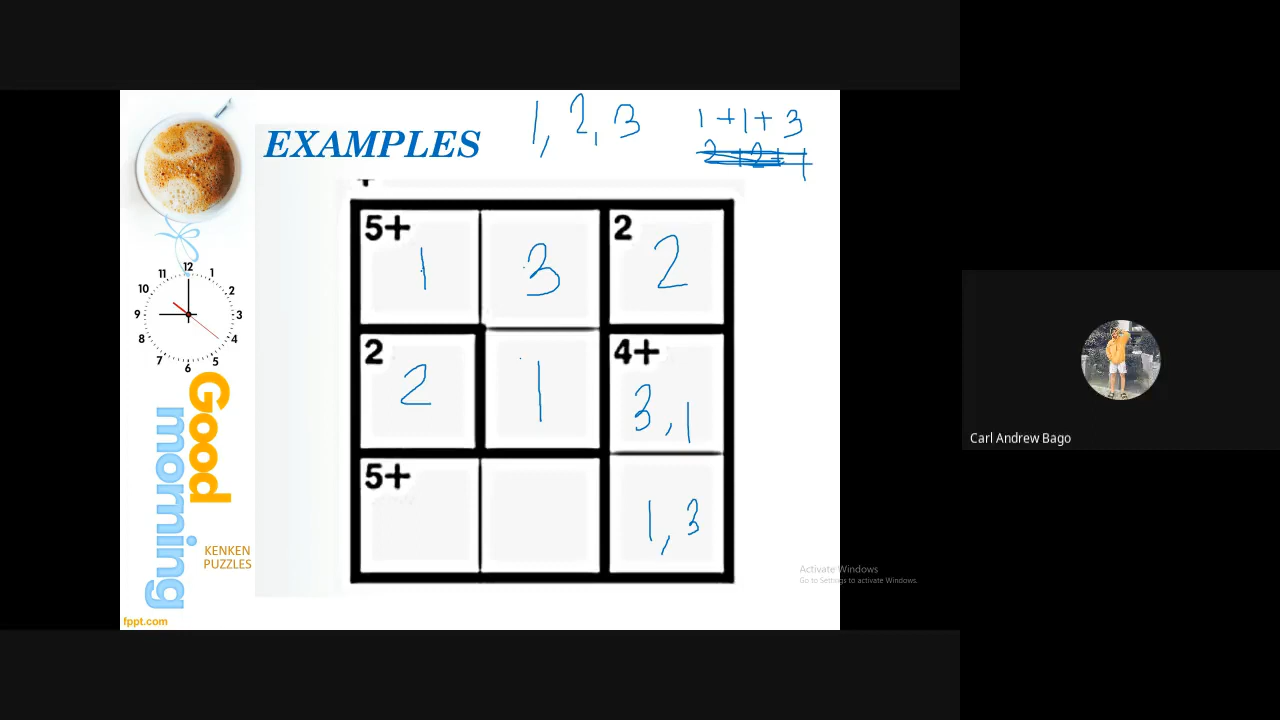 1, 2, 3
1 + 1 + 3
2 + 2 + 1
EXAMPLES
+
5+ 2
1 3 2
2 4+
2 1 3, 1
5+
1, 3
12
11 1
10 2
9 3
8 4
7 5
6
Good
morning
KENKEN
PUZZLES
fppt.com
Carl Andrew Bago
Activate Windows
Go to Settings to activate Windows.